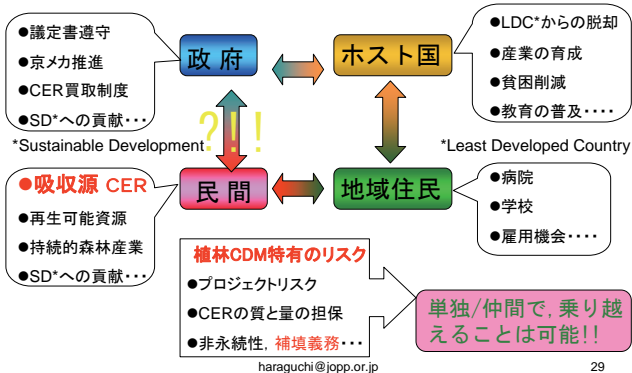 ●議定書遵守
●京メカ推進
●CER買取制度
●SD*への貢献･･･
政 府
ホスト国
●LDC*からの脱却
●産業の育成
●貧困削減
●教育の普及････
?!!
*Sustainable Development
*Least Developed Country
●吸収源 CER
●再生可能資源
●持続的森林産業
●SD*への貢献･･･
民 間
地域住民
●病院
●学校
●雇用機会････
植林CDM特有のリスク
●プロジェクトリスク
●CERの質と量の担保
●非永続性, 補填義務･･･
単独/仲間で, 乗り越
えることは可能!!
haraguchi@jopp.or.jp
29